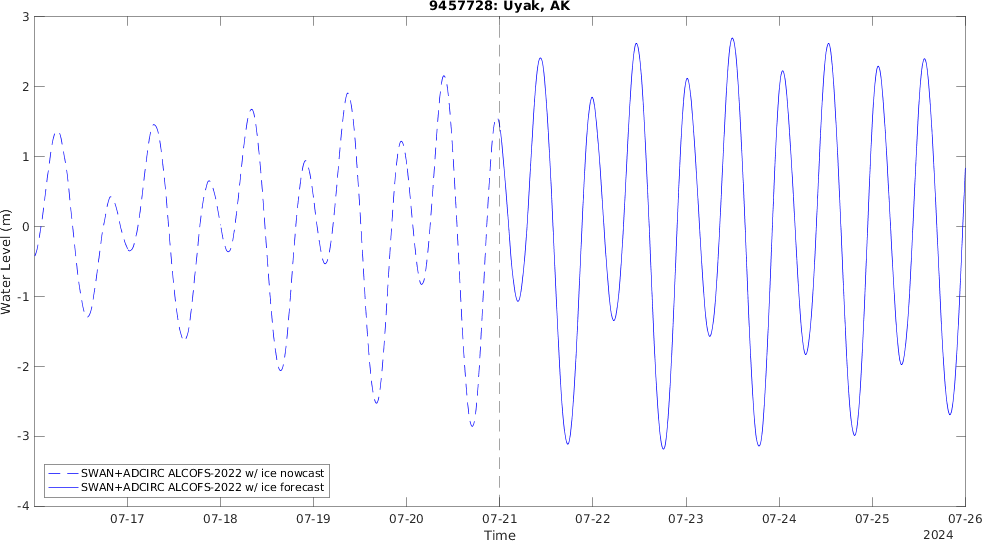 9457728: Uyak, AK
3
2
1
0
-1
-2
-3
-4
Water Level (m)
SWAN+ADCIRC ALCOFS-2022 w/ ice nowcast
SWAN+ADCIRC ALCOFS-2022 w/ ice forecast
07-17 07-18 07-19 07-20 07-21 07-22 07-23 07-24 07-25 07-26
Time
2024